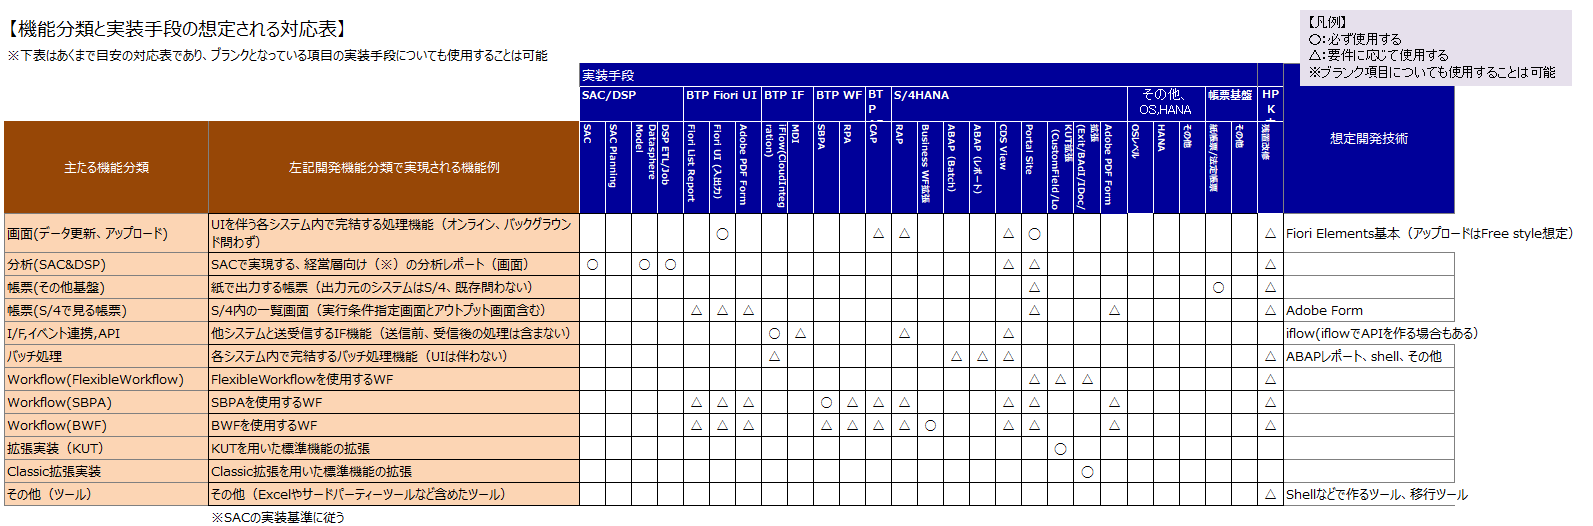 【機能分類と実装手段の想定される対応表】
※下表はあくまで目安の対応表であり、ブランクとなっている項目の実装手段についても使用することは可能
【凡例】
○：必ず使用する
△：要件に応じて使用する
※ブランク項目についても使用することは可能
実装手段
SAC/DSP BTP Fiori UI BTP IF BTP WF BT P S/4HANA その他、 帳票基盤 HP
OS,HANA K
主たる機能分類 左記開発機能分類で実現される機能例 想定開発技術
SAC
SAC Planning
Datasphere
Model
DSP ETL/Job
Fiori List Report
Fiori UI (入出力)
Adobe PDF Form
iFlow(CloudInteg
ration)
MDI
SBPA
RPA
CAP
RAP
Business WF拡張
ABAP（Batch）
ABAP（レポート）
CDS View
Portal Site
KUT拡張
(CustomField/Lo
拡張
(Exit/BAdI/IDoc/
Adobe PDF Form
OSレベル
HANA
その他
紙帳票/法定帳票
その他
残置改修
画面(データ更新、アップロード) UIを伴う各システム内で完結する処理機能（オンライン、バックグラウン
ド問わず） ○ △ △ △ ○ △ Fiori Elements基本（アップロードはFree style想定）
分析(SAC&DSP) SACで実現する、経営層向け（※）の分析レポート（画面） ○ ○ ○ △ △ △
帳票(その他基盤) 紙で出力する帳票（出力元のシステムはS/4、既存問わない） △ ○ △
帳票(S/4で見る帳票) S/4内の一覧画面（実行条件指定画面とアウトプット画面含む） △ △ △ △ △ △ Adobe Form
I/F,イベント連携,API 他システムと送受信するIF機能（送信前、受信後の処理は含まない） ○ △ △ △ iflow(iflowでAPIを作る場合もある)
バッチ処理 各システム内で完結するバッチ処理機能（UIは伴わない） △ △ △ △ △ ABAPレポート、shell、その他
Workflow(FlexibleWorkflow) FlexibleWorkflowを使用するWF △ △ △ △
Workflow(SBPA) SBPAを使用するWF △ △ △ ○ △ △ △ △ △ △ △
Workflow(BWF) BWFを使用するWF △ △ △ △ △ △ △ ○ △ △ △ △
拡張実装（KUT） KUTを用いた標準機能の拡張 ○
Classic拡張実装 Classic拡張を用いた標準機能の拡張 ○
その他（ツール） その他（Excelやサードパーティーツールなど含めたツール） △ Shellなどで作るツール、移行ツール
※SACの実装基準に従う